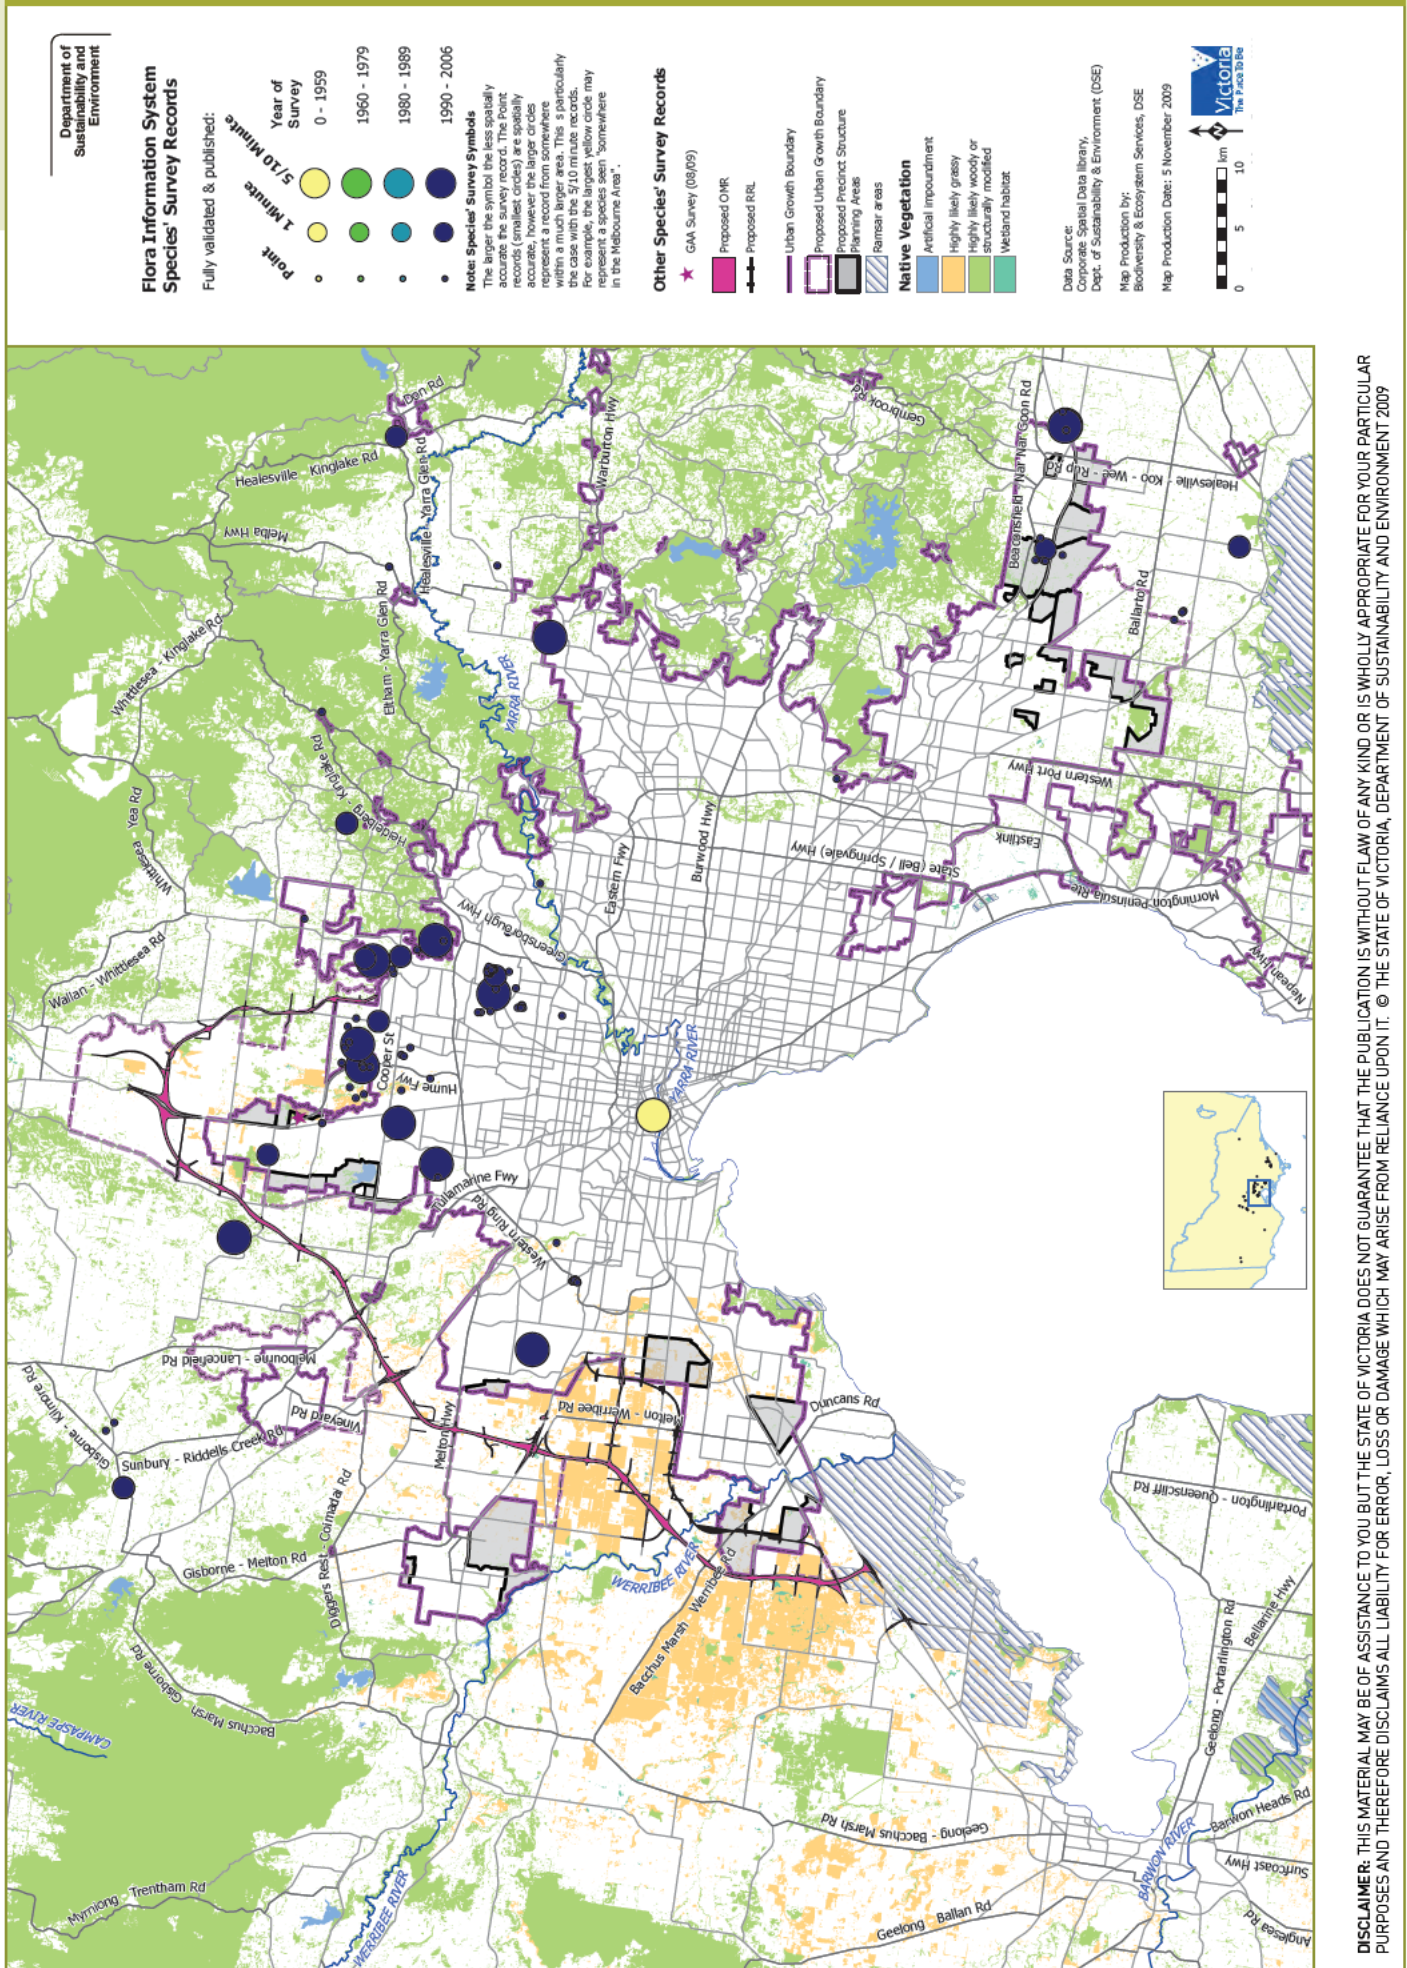 Department of
Sustainability and
Environment
Flora Information System
Species' Survey Records
Fully validated & published:
Point
1 Minute
5/10 Minute
Year of
Survey
0 - 1959
1960 - 1979
1980 - 1989
1990 - 2006
Note: Species' Survey Symbols
The larger the symbol the less spatially
accurate the survey record. The Point
records (smallest circles) are spatially
accurate, however the larger circles
represent a record from somewhere
within a much larger area. This s particularly
the case with the 5/10 minute records.
For example, the largest yellow circle may
represent a species seen "somewhere
in the Melbourne Area".
Other Species' Survey Records
GAA Survey (08/09)
Proposed OMR
Proposed RRL
Urban Growth Boundary
Proposed Urban Growth Boundary
Proposed Precinct Structure
Planning Areas
Ramsar areas
Native Vegetation
Artificial impoundment
Highly likely grassy
Highly likely woody or
structurally modified
Wetland habitat
Data Source:
Corporate Spatial Data library,
Dept. of Sustainability & Environment (DSE)
Map Production by:
Biodiversity & Ecosystem Services, DSE
Map Production Date: 5 November 2009
0 5 10
km
N
Victoria
The Place To Be
CAMPASPE RIVER
Gisborne - Kilmore Rd
Melbourne - Lancefield Rd
Sunbury - Riddells Creek Rd
Vineyard Rd
Gisborne - Melton Rd
Diggers Rest - Coimadai Rd
Bacchus Marsh
Gisborne Rd
Myrniong Trentham Rd
WERRIBEE RIVER
Melton Hwy
Melton - Werribee Rd
WERRIBEE RIVER
Bacchus Marsh Werribee Rd
Duncans Rd
Geelong - Bacchus Marsh Rd
Geelong Ballan Rd
BARWON RIVER
Geelong - Portarlington Rd
Bellarine Hwy
Portarlington - Queenscliff Rd
Barwon Heads Rd
Surfcoast Hwy
Anglesea Rd
Wallan - Whittlesea Rd
Whittlesea - Yea Rd
Whittlesea - Kinglake Rd
Heidelberg - Kinglake Rd
Healesville Kinglake Rd
Melba Hwy
Eltham - Yarra Glen Rd
Healesville - Yarra Glen Rd
Don Rd
Warburton Hwy
YARRA RIVER
Cooper St
Hume Fwy
Tullamarine Fwy
Western Ring Rd
Greensborough Hwy
Eastern Fwy
Burwood Hwy
YARRA RIVER
State (Bell / Springvale) Hwy
Eastlink
Mornington Peninsula Rte
Nepean Hwy
Western Port Hwy
Ballarto Rd
Beaconsfield - Nar Nar Goon Rd
Healesville - Koo - Wee - Rup Rd
Gembrook Rd
DISCLAIMER: THIS MATERIAL MAY BE OF ASSISTANCE TO YOU BUT THE STATE OF VICTORIA DOES NOT GUARANTEE THAT THE PUBLICATION IS WITHOUT FLAW OF ANY KIND OR IS WHOLLY APPROPRIATE FOR YOUR PARTICULAR
PURPOSES AND THEREFORE DISCLAIMS ALL LIABILITY FOR ERROR, LOSS OR DAMAGE WHICH MAY ARISE FROM RELIANCE UPON IT. © THE STATE OF VICTORIA, DEPARTMENT OF SUSTAINABILITY AND ENVIRONMENT 2009